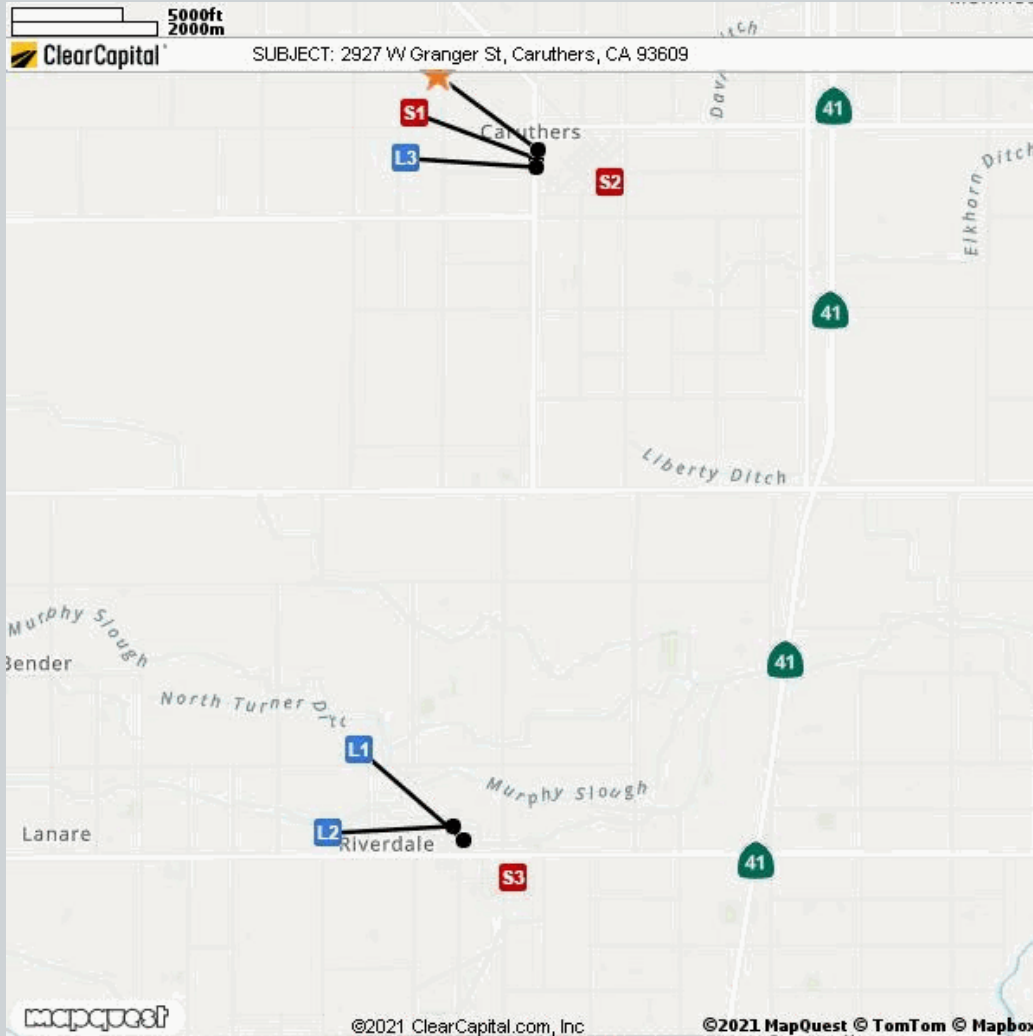 5000ft
2000m
ClearCapital
SUBJECT: 2927 W Granger St, Caruthers, CA 93609
41
S1
Caruthers
L3
S2
Elkhorn Ditch
41
Liberty Ditch
Murphy Slough
Bender
41
North Turner
L1
Murphy Slough
L2
Riverdale
Lanare
41
S3
mapquest
©2021 ClearCapital.com, Inc
©2021 MapQuest © TomTom © Mapbox